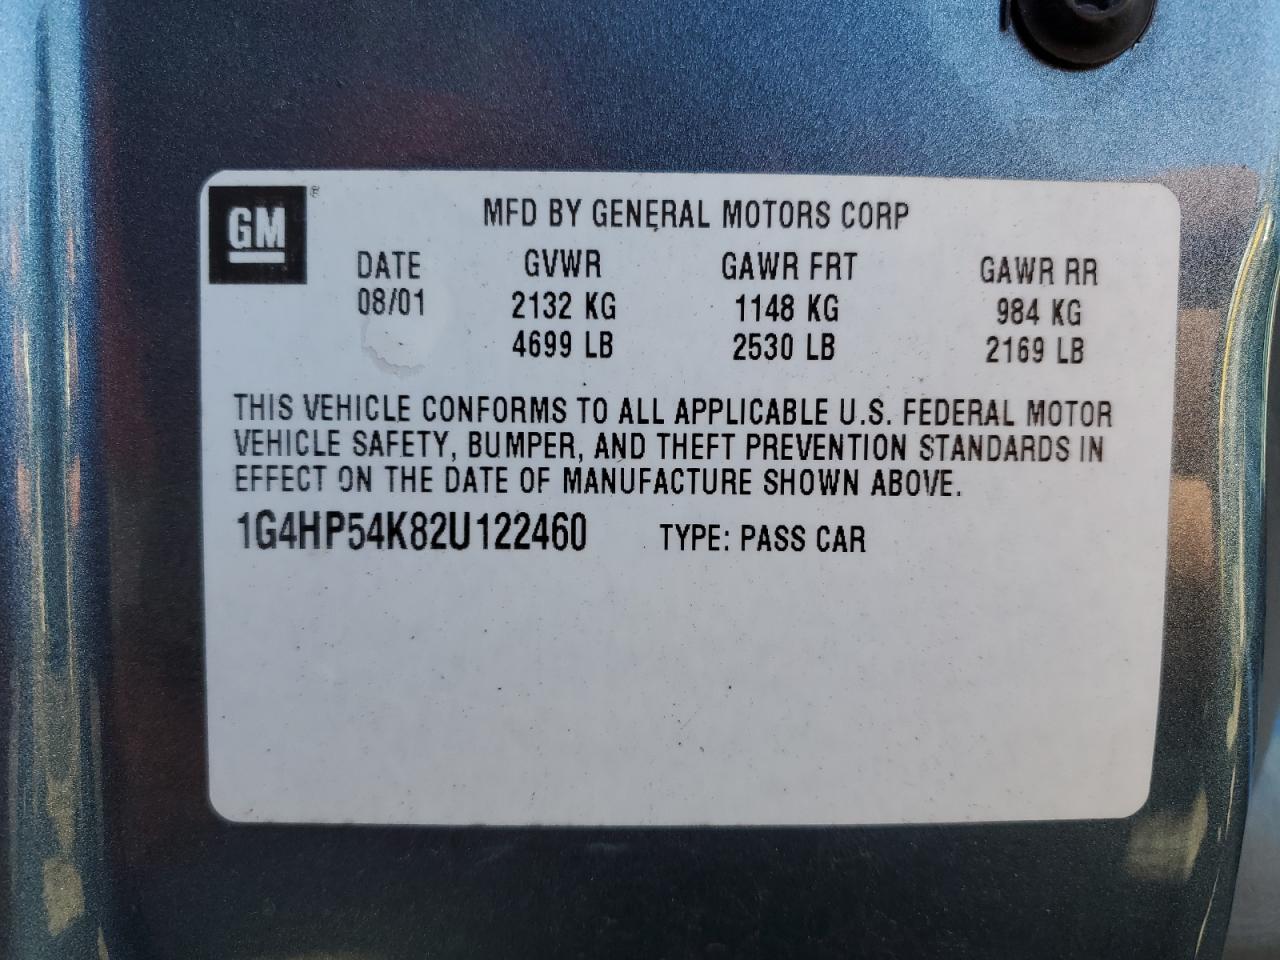 GM ®
MFD BY GENERAL MOTORS CORP
DATE GVWR GAWR FRT GAWR RR
08/01 2132 KG 1148 KG 984 KG
4699 LB 2530 LB 2169 LB
THIS VEHICLE CONFORMS TO ALL APPLICABLE U.S. FEDERAL MOTOR
VEHICLE SAFETY, BUMPER, AND THEFT PREVENTION STANDARDS IN
EFFECT ON THE DATE OF MANUFACTURE SHOWN ABOVE.
1G4HP54K82U122460 TYPE: PASS CAR